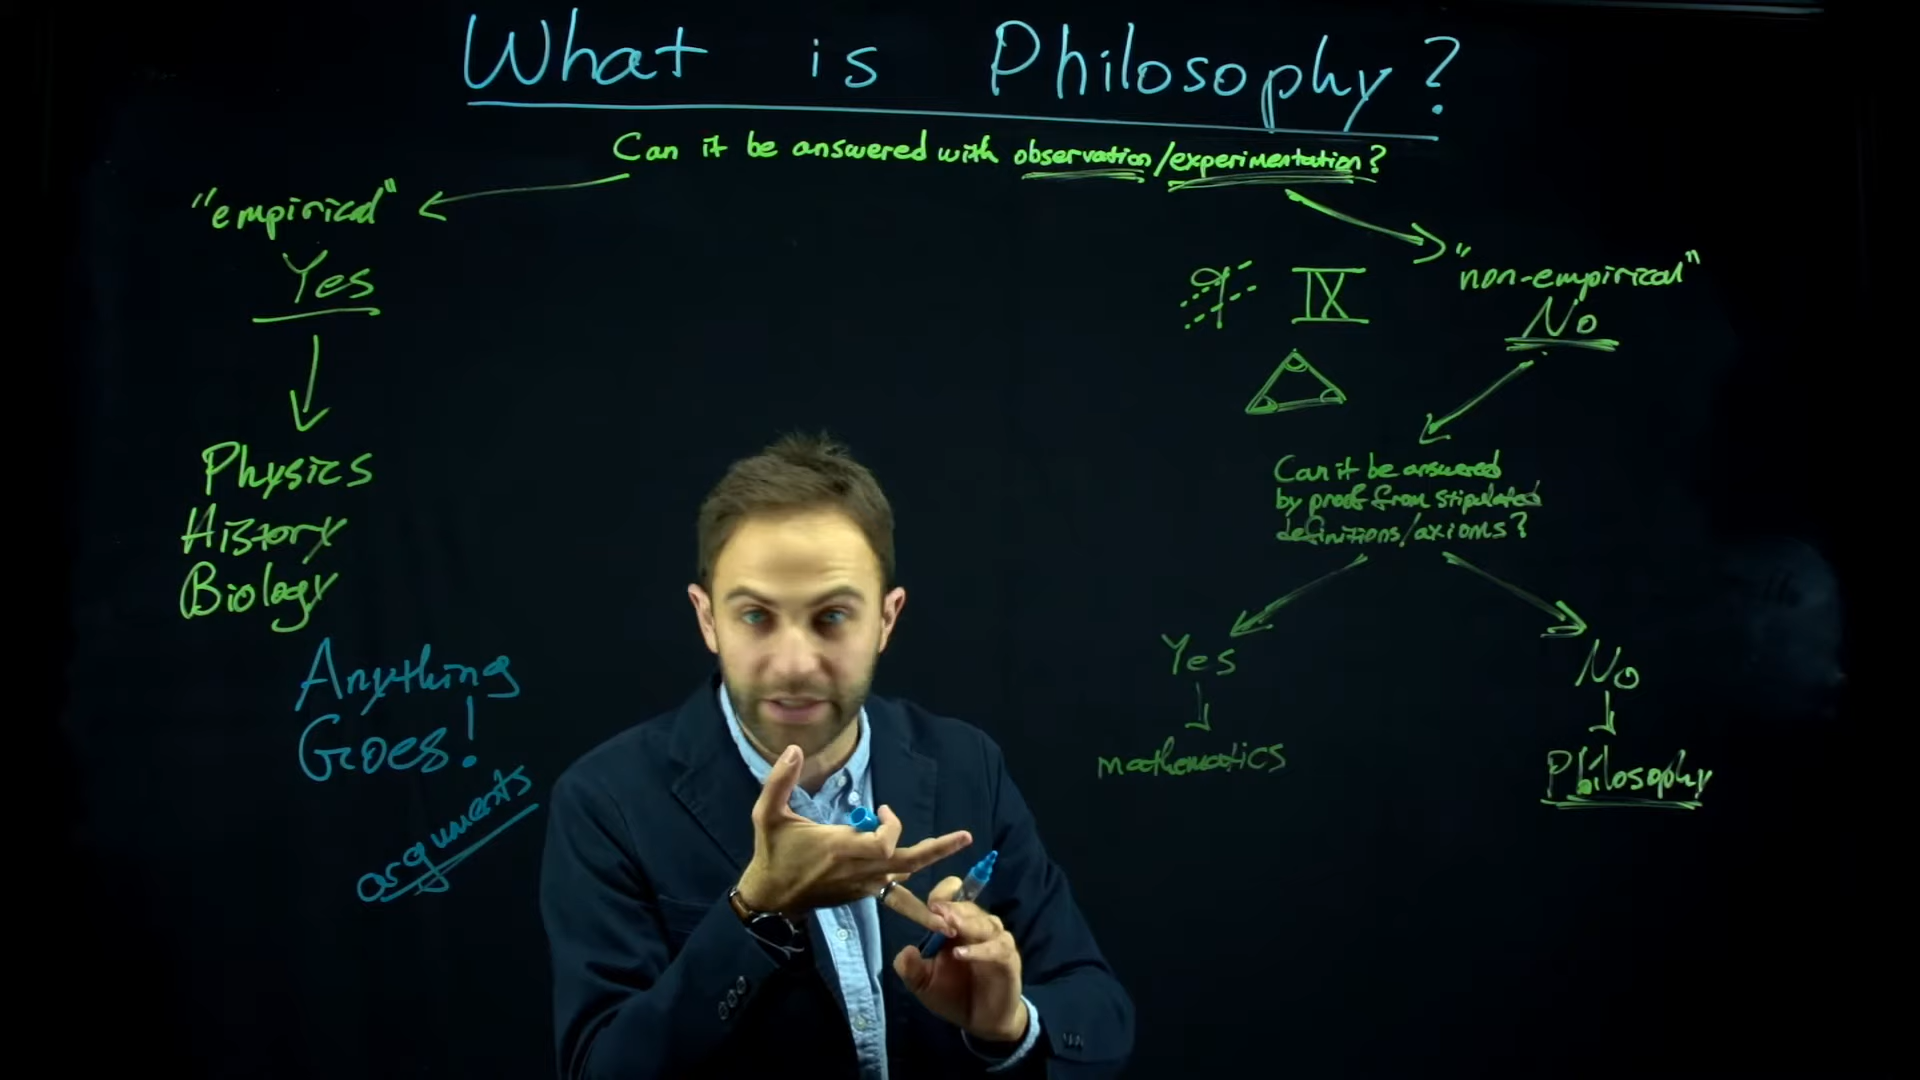 What is Philosophy?
Can it be answered with observation/experimentation?
"empirical"
Yes
Physics
History
Biology
Anything
Goes!
arguments
"non-empirical"
No
9 IX
Can it be answered
by proof from stipulated
definitions/axioms?
Yes
mathematics
No
Philosophy